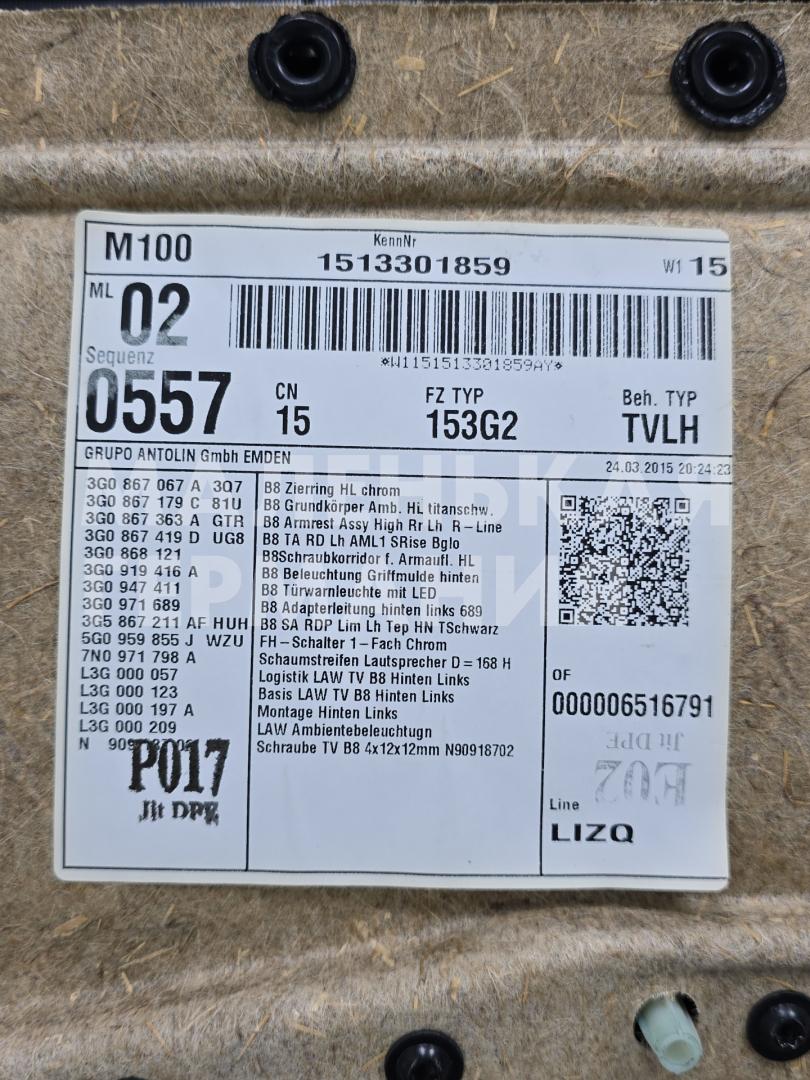 M100
KennNr
1513301859
W1 15
ML 02
*W1151513301859AY*
Sequenz
0557
CN
15
FZ TYP
153G2
Beh. TYP
TVLH
GRUPO ANTOLIN Gmbh EMDEN
24.03.2015 20:24:23
3G0 867 067 A 3Q7 B8 Zierring HL chrom
3G0 867 179 C 81U B8 Grundkörper Amb. HL titanschw.
3G0 867 363 A GTR B8 Armrest Assy High Rr Lh R-Line
3G0 867 419 D UG8 B8 TA RD Lh AML1 SRise Bglo
3G0 868 121 B8Schraubkorridor f. Armaufl. HL
3G0 919 416 A B8 Beleuchtung Griffmulde hinten
3G0 947 411 B8 Türwarnleuchte mit LED
3G0 971 689 B8 Adapterleitung hinten links 689
3G5 867 211 AF HUH B8 SA RDP Lim Lh Tep HN TSchwarz
5G0 959 855 J WZU FH-Schalter 1-Fach Chrom
7N0 971 798 A Schaumstreifen Lautsprecher D=168 H
L3G 000 057 Logistik LAW TV B8 Hinten Links
L3G 000 123 Basis LAW TV B8 Hinten Links
L3G 000 197 A Montage Hinten Links
L3G 000 209 LAW Ambientebeleuchtugn
N Schraube TV B8 4x12x12mm N90918702
P017
Jit DPE
OF
000006516791
Jit DPE
E02
Line
LIZQ
МАЛЕНЬКАЯ